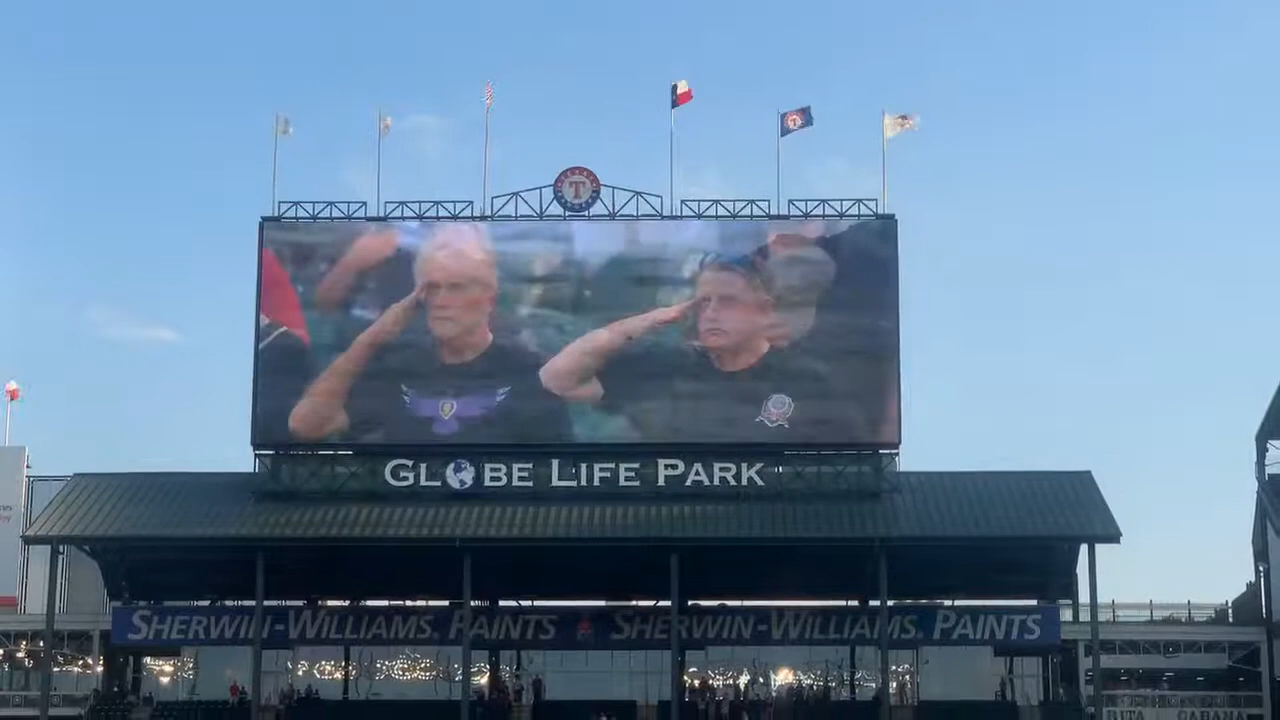 T
T
GLOBE LIFE PARK
SHERWIN-WILLIAMS. PAINTS SHERWIN-WILLIAMS. PAINTS